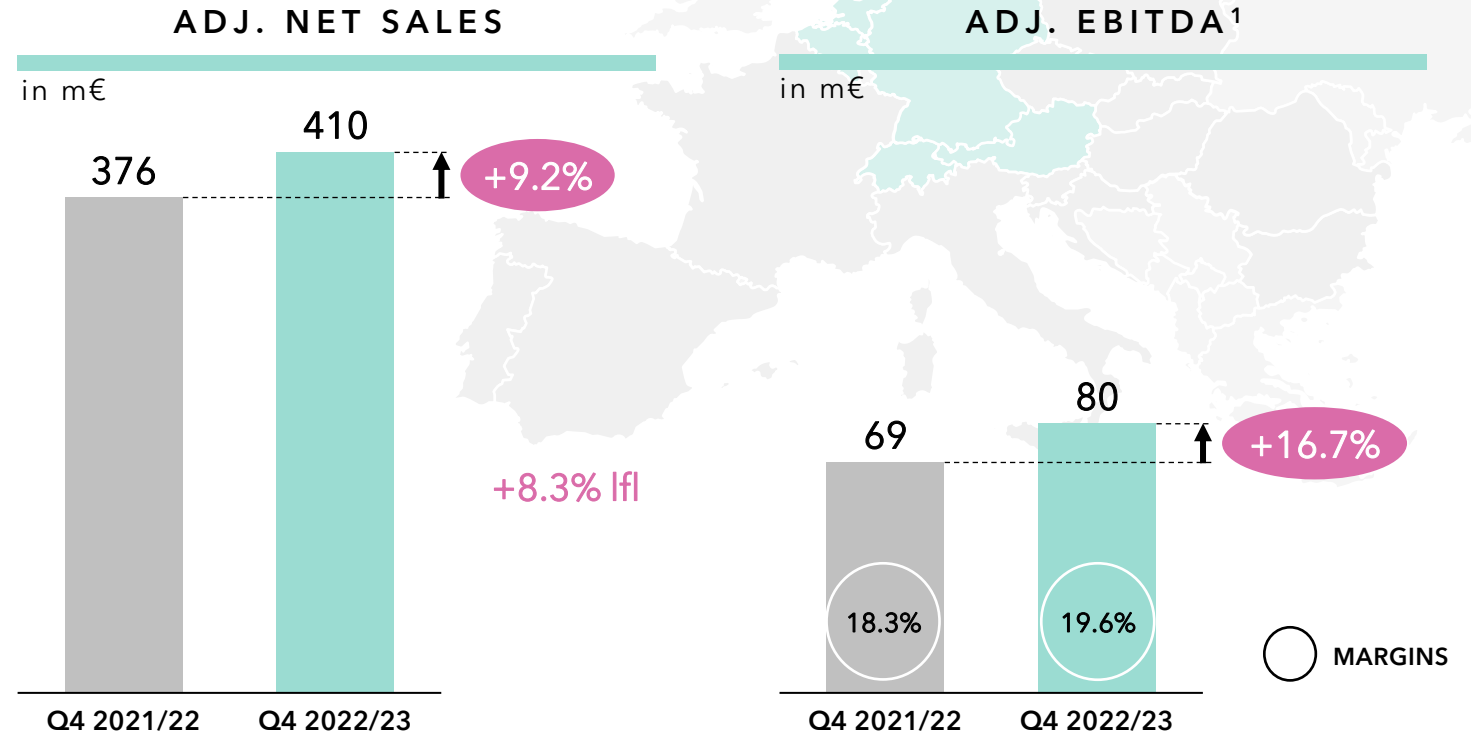 ADJ. NET SALES
in m€
376
410
+9.2%
+8.3% lfl
Q4 2021/22
Q4 2022/23
ADJ. EBITDA¹
in m€
69
80
+16.7%
18.3%
19.6%
MARGINS
Q4 2021/22
Q4 2022/23